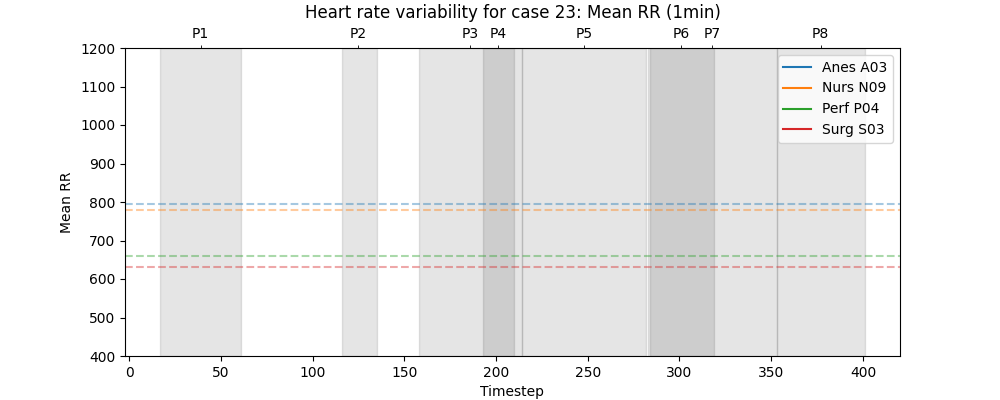 Heart rate variability for case 23: Mean RR (1min)
P1 P2 P3 P4 P5 P6 P7 P8
1200
1100
1000
900
800
700
600
500
400
Mean RR
Anes A03
Nurs N09
Perf P04
Surg S03
0 50 100 150 200 250 300 350 400
Timestep